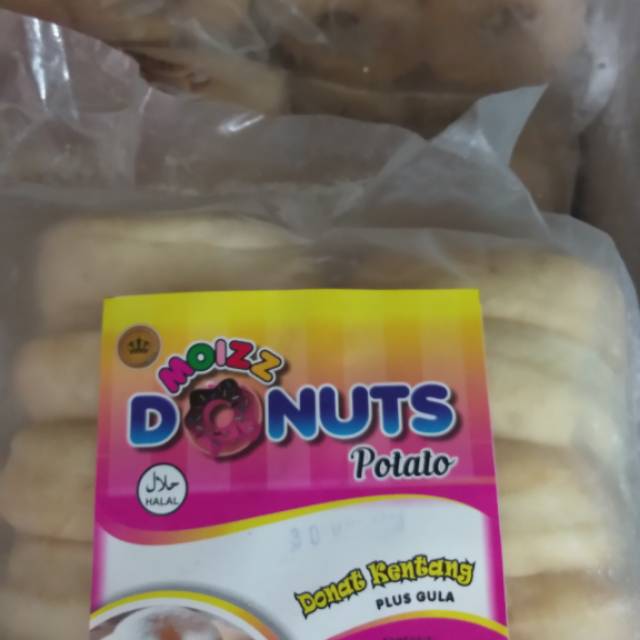 MOIZZ
DONUTS
Potato
حلال
HALAL
Donat Kentang
PLUS GULA